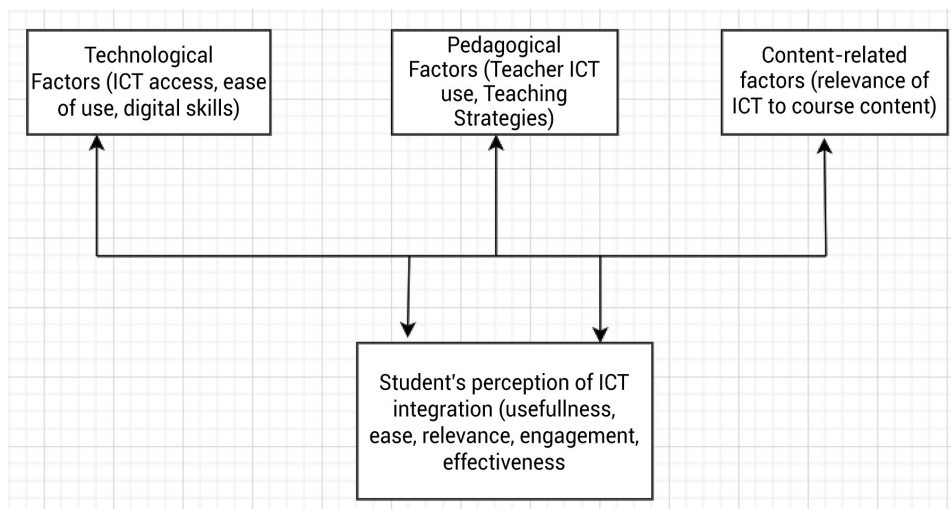 Technological
Factors (ICT access, ease
of use, digital skills)
Pedagogical
Factors (Teacher ICT
use, Teaching
Strategies)
Content-related
factors (relevance of
ICT to course content)
Student's perception of ICT
integration (usefullness,
ease, relevance, engagement,
effectiveness